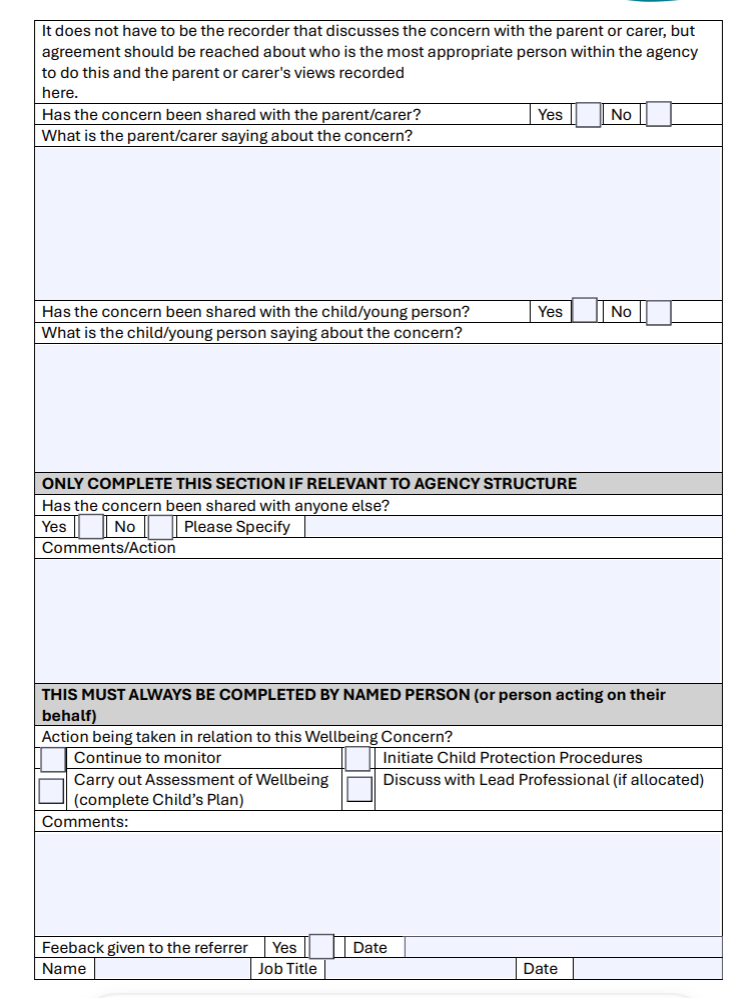 It does not have to be the recorder that discusses the concern with the parent or carer, but
agreement should be reached about who is the most appropriate person within the agency
to do this and the parent or carer's views recorded
here.
Has the concern been shared with the parent/carer? Yes No
What is the parent/carer saying about the concern?
Has the concern been shared with the child/young person? Yes No
What is the child/young person saying about the concern?
ONLY COMPLETE THIS SECTION IF RELEVANT TO AGENCY STRUCTURE
Has the concern been shared with anyone else?
Yes No Please Specify
Comments/Action
THIS MUST ALWAYS BE COMPLETED BY NAMED PERSON (or person acting on their
behalf)
Action being taken in relation to this Wellbeing Concern?
Continue to monitor Initiate Child Protection Procedures
Carry out Assessment of Wellbeing Discuss with Lead Professional (if allocated)
(complete Child’s Plan)
Comments:
Feeback given to the referrer Yes Date
Name Job Title Date